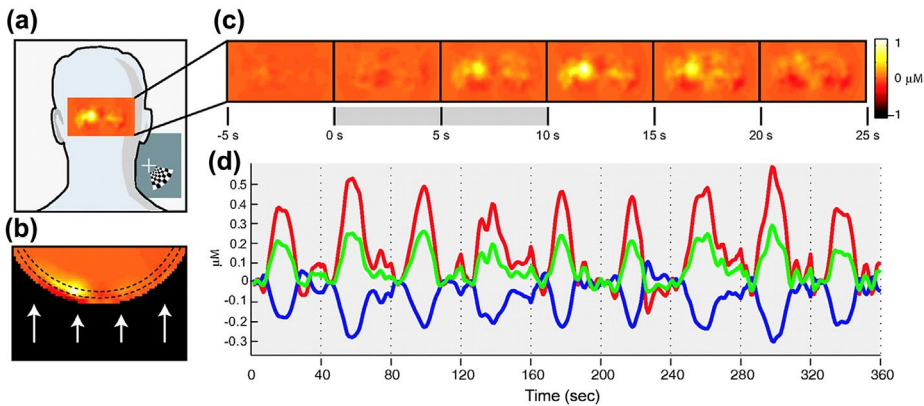 (a)
(c)
1
0 μM
-1
-5 s
0 s
5 s
10 s
15 s
20 s
25 s
(b)
(d)
μM
0.5
0.4
0.3
0.2
0.1
0
-0.1
-0.2
-0.3
0
40
80
120
160
200
240
280
320
360
Time (sec)